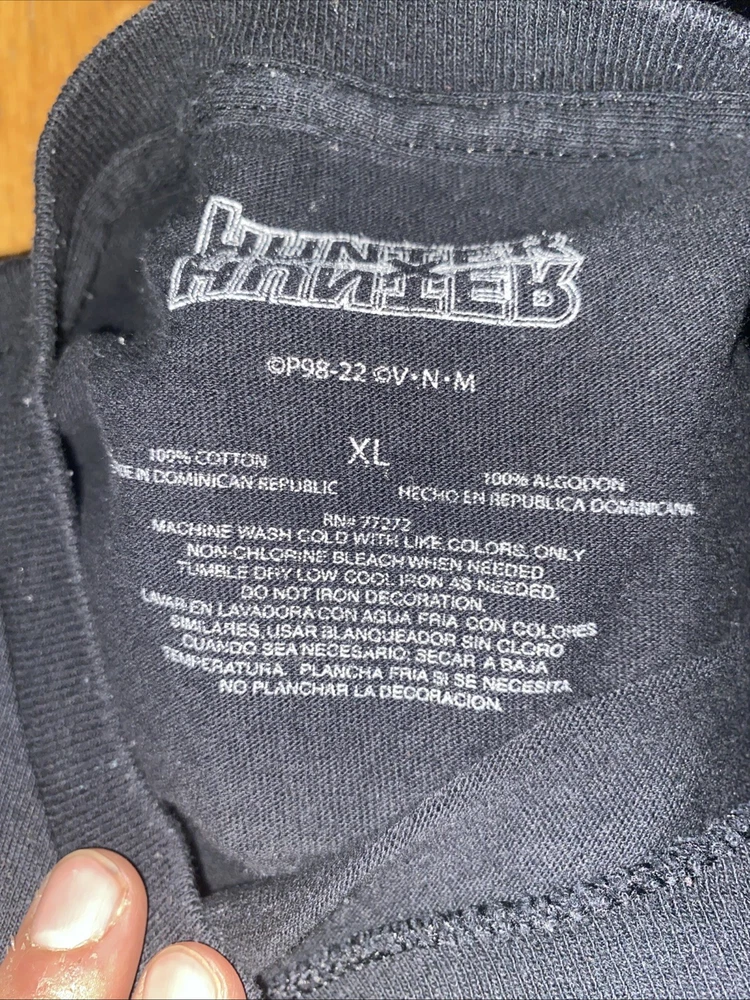 HUNTER
X
HUNTER
©P98-22 ©V•N•M
XL
100% COTTON
IN DOMINICAN REPUBLIC
100% ALGODON
HECHO EN REPUBLICA DOMINICANA
RN# 77272
MACHINE WASH COLD WITH LIKE COLORS, ONLY
NON-CHLORINE BLEACH WHEN NEEDED
TUMBLE DRY LOW COOL IRON AS NEEDED.
DO NOT IRON DECORATION.
LAVAR EN LAVADORA CON AGUA FRIA CON COLORES
SIMILARES, USAR BLANQUEADOR SIN CLORO
CUANDO SEA NECESARIO; SECAR A BAJA
TEMPERATURA. PLANCHA FRIA SI SE NECESITA
NO PLANCHAR LA DECORACION.